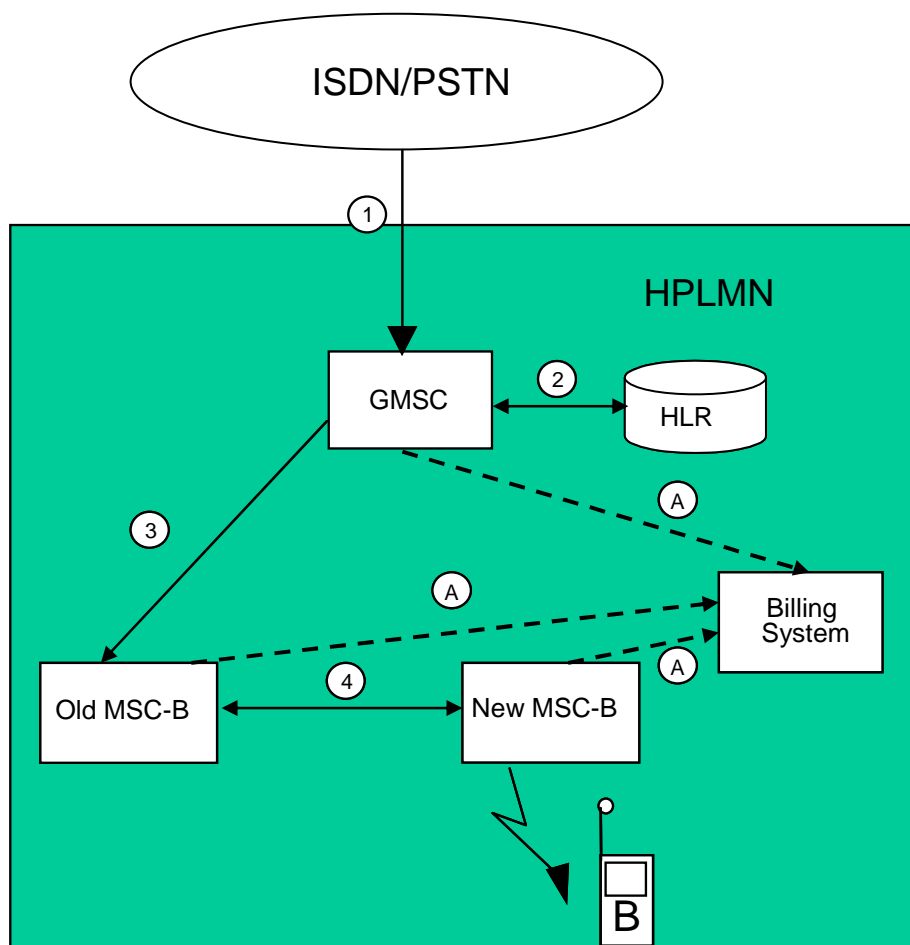 ISDN/PSTN
1
HPLMN
GMSC
2
HLR
A
3
A
Billing
System
A
Old MSC-B
4
New MSC-B
B